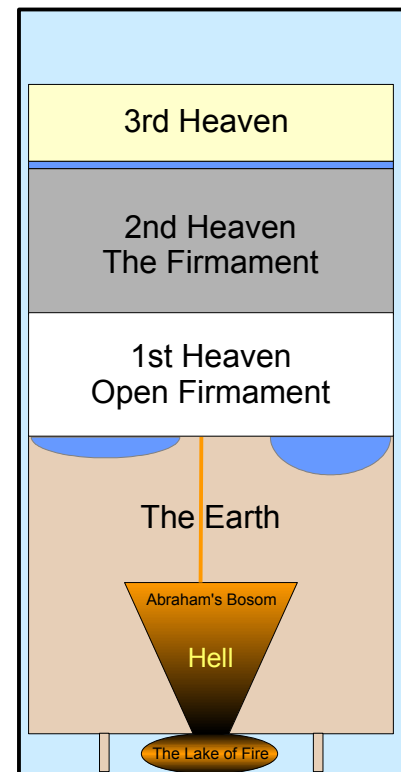 3rd Heaven
2nd Heaven
The Firmament
1st Heaven
Open Firmament
The Earth
Abraham's Bosom
Hell
The Lake of Fire